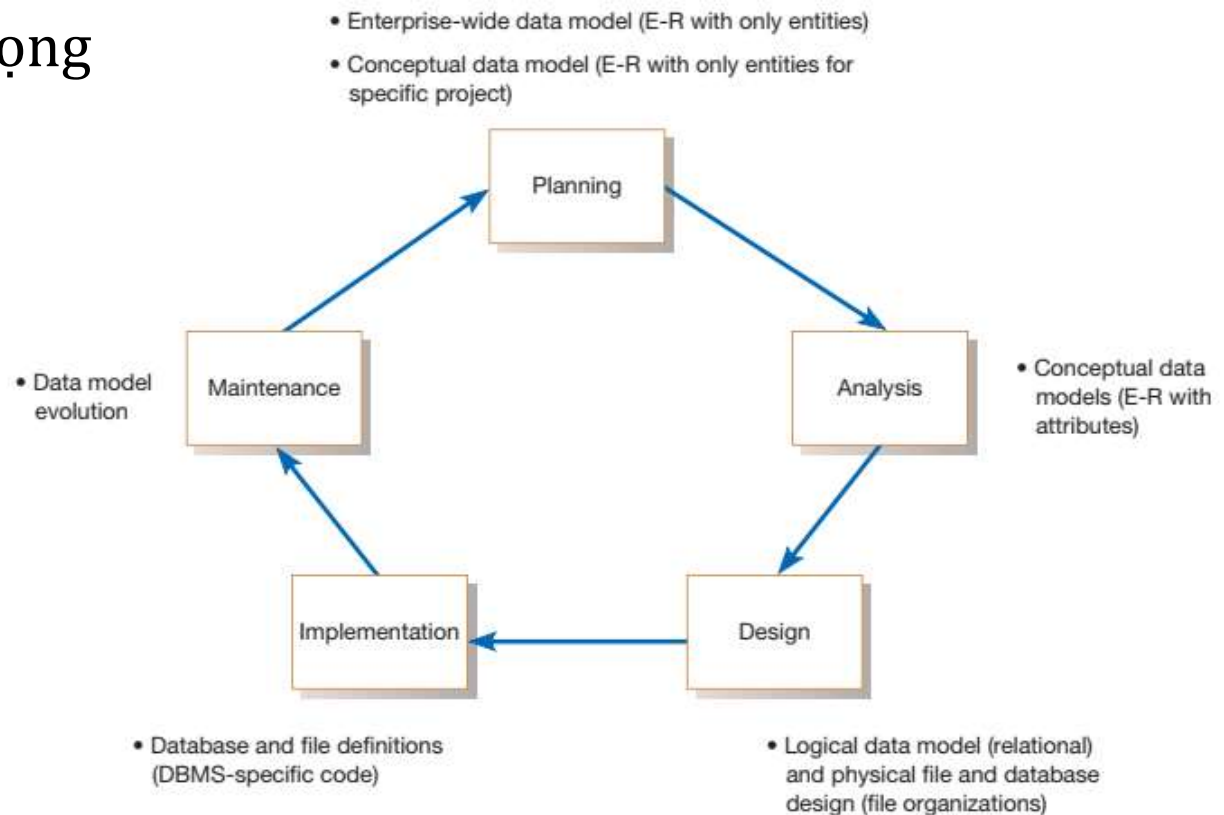 ọng
• Enterprise-wide data model (E-R with only entities)
• Conceptual data model (E-R with only entities for
specific project)
Planning
• Data model
evolution
Maintenance
Analysis
• Conceptual data
models (E-R with
attributes)
Implementation
Design
• Database and file definitions
(DBMS-specific code)
• Logical data model (relational)
and physical file and database
design (file organizations)